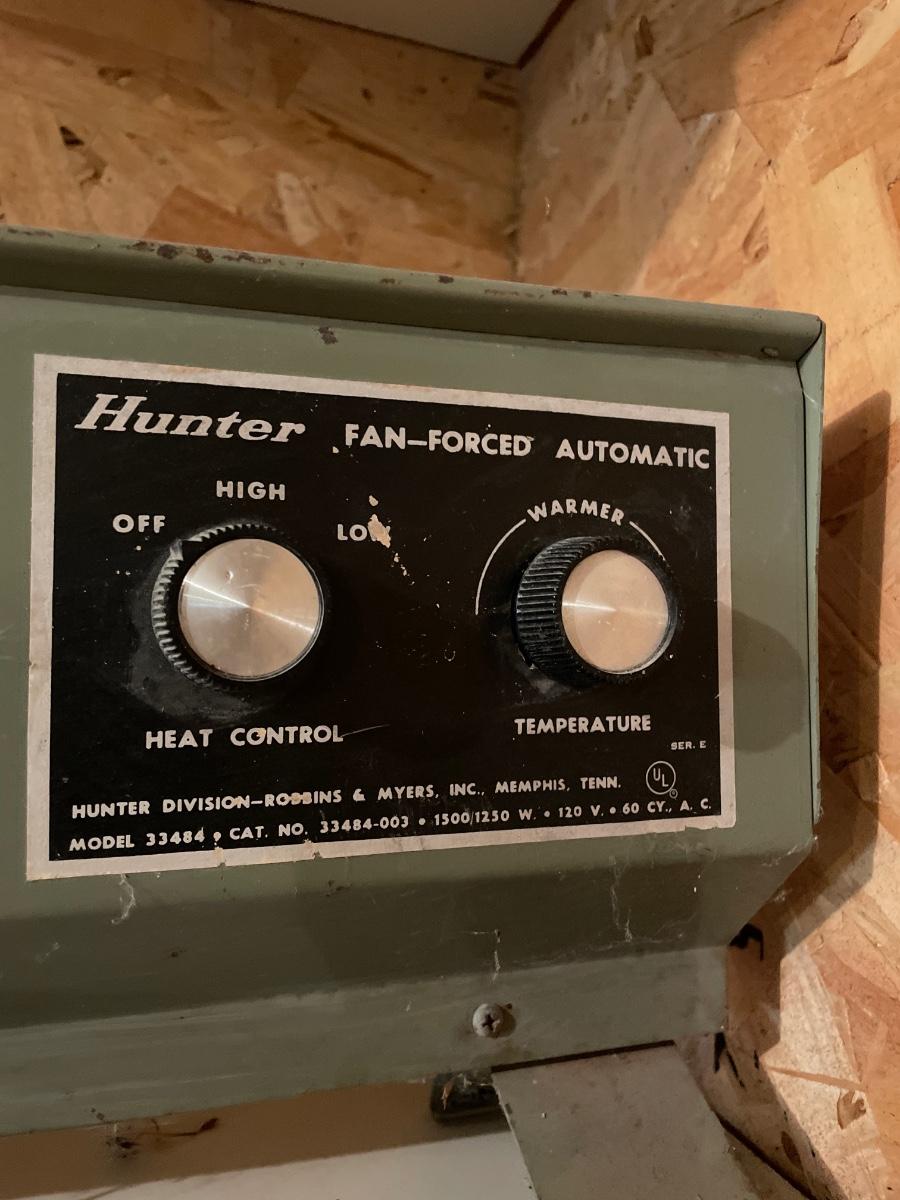 Hunter FAN-FORCED AUTOMATIC
OFF HIGH LOW
WARMER
HEAT CONTROL
TEMPERATURE
SER. E
UL
HUNTER DIVISION-ROBBINS & MYERS, INC., MEMPHIS, TENN.
MODEL 33484 • CAT. NO. 33484-003 • 1500/1250 W. • 120 V. • 60 CY., A. C.